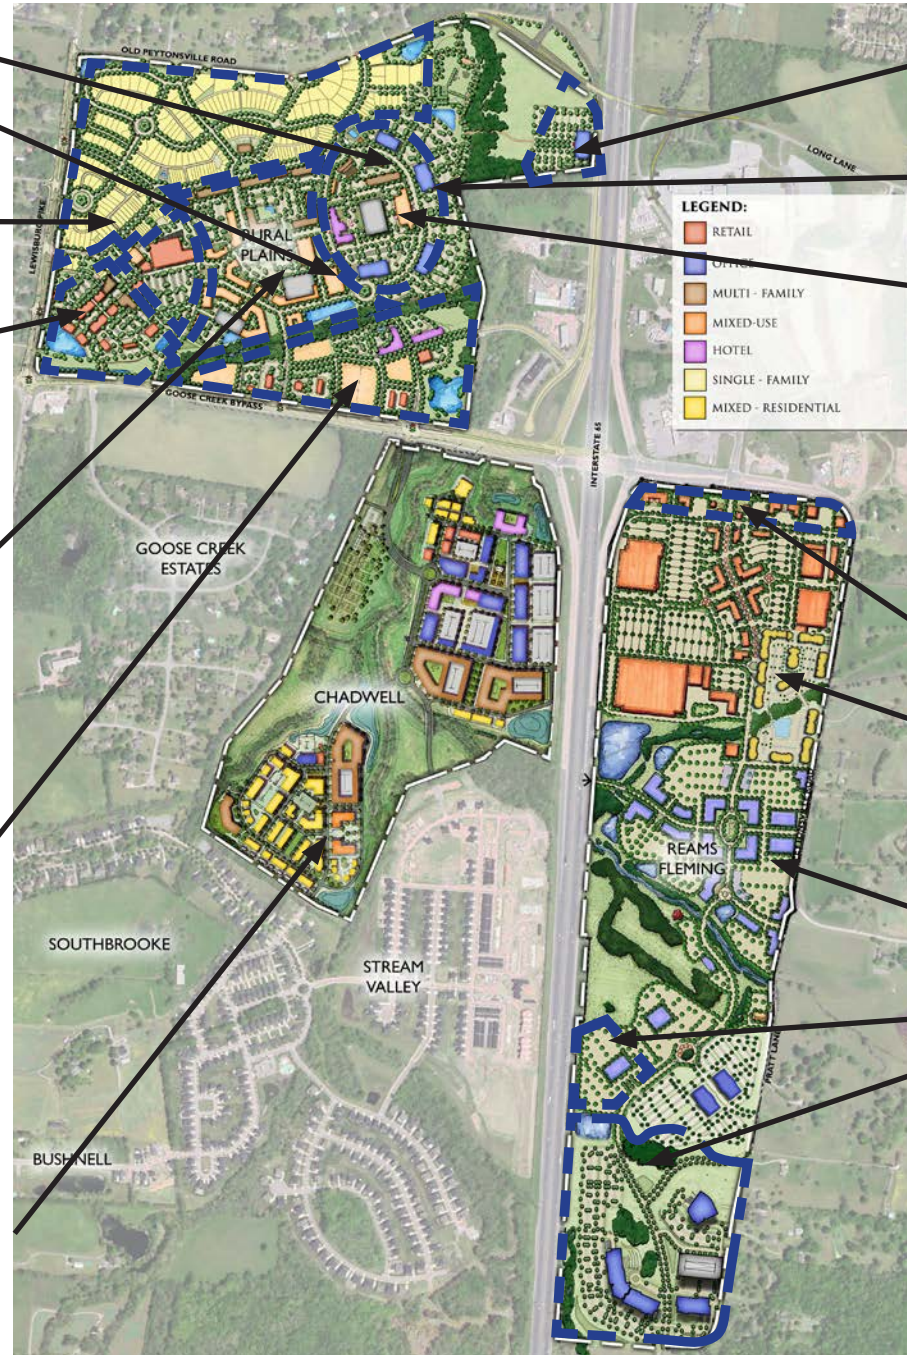 OLD PEYTONSVILLE ROAD
LONG LANE
LEWISBURG PIKE
LEGEND:
RETAIL
OFFICE
MULTI - FAMILY
MIXED-USE
HOTEL
SINGLE - FAMILY
MIXED - RESIDENTIAL
RURAL
PLAINS
GOOSE CREEK BYPASS
INTERSTATE 65
GOOSE CREEK
ESTATES
CHADWELL
REAMS
FLEMING
SOUTHBROOKE
STREAM
VALLEY
PRATT LANE
BUSHNELL